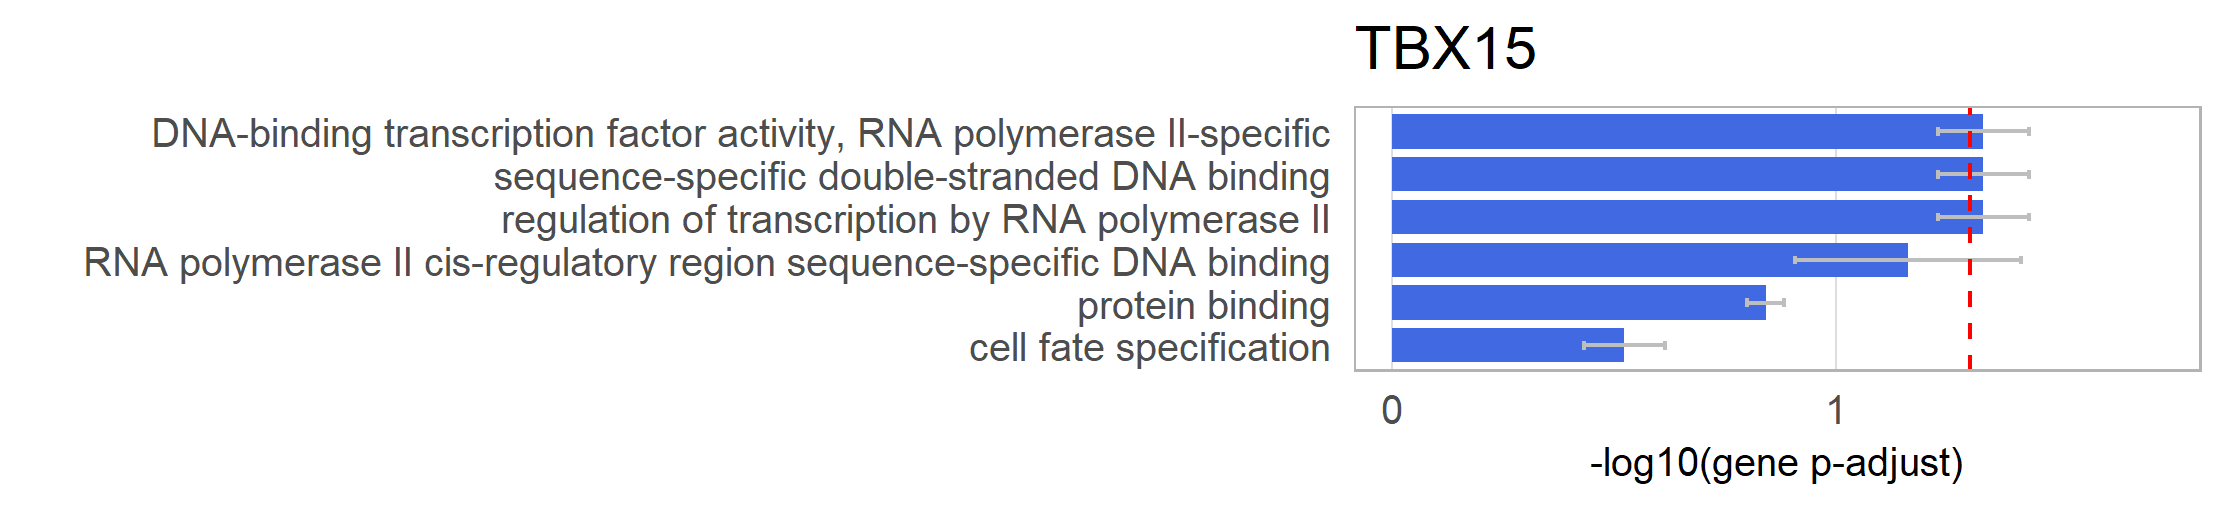 TBX15
DNA-binding transcription factor activity, RNA polymerase II-specific
sequence-specific double-stranded DNA binding
regulation of transcription by RNA polymerase II
RNA polymerase II cis-regulatory region sequence-specific DNA binding
protein binding
cell fate specification
0 1
-log10(gene p-adjust)